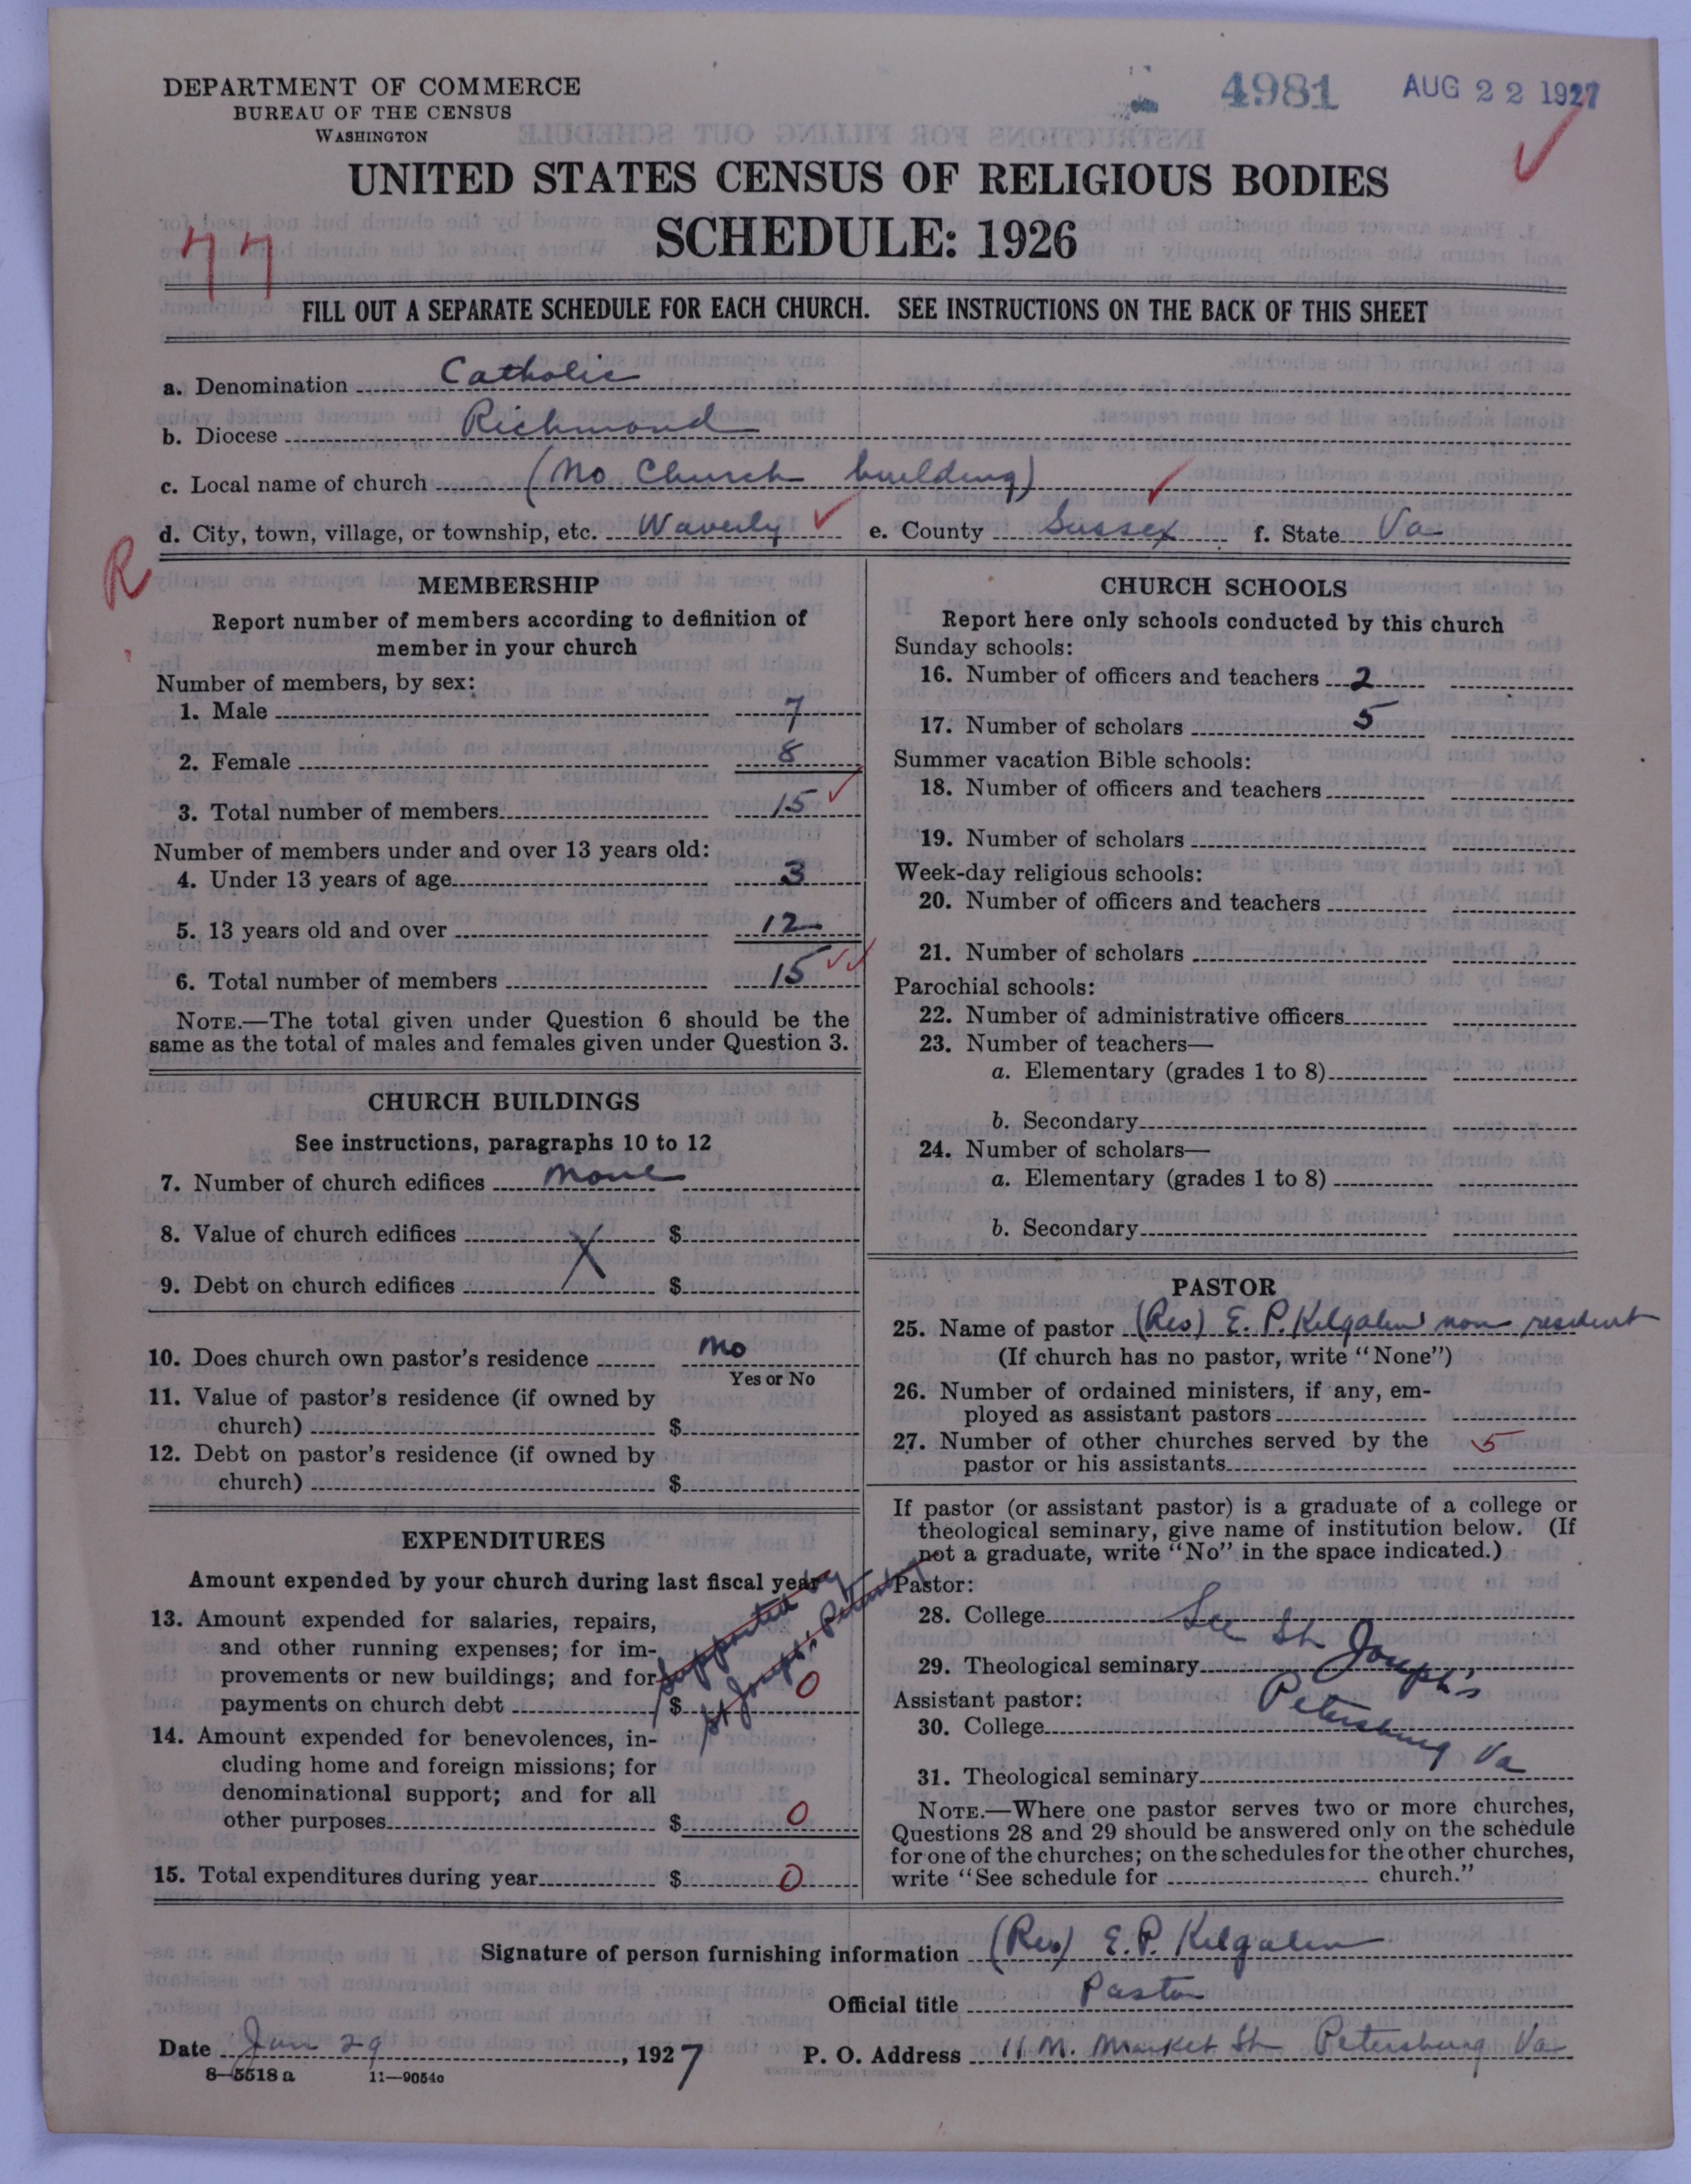 DEPARTMENT OF COMMERCE
BUREAU OF THE CENSUS
WASHINGTON
4981
AUG 22 1927
UNITED STATES CENSUS OF RELIGIOUS BODIES
SCHEDULE: 1926
77
FILL OUT A SEPARATE SCHEDULE FOR EACH CHURCH. SEE INSTRUCTIONS ON THE BACK OF THIS SHEET
a. Denomination Catholic
b. Diocese Richmond
c. Local name of church (No Church building)
d. City, town, village, or township, etc. Waverly e. County Sussex f. State Va
R
MEMBERSHIP
Report number of members according to definition of
member in your church
Number of members, by sex:
1. Male 7
2. Female 8
3. Total number of members 15
Number of members under and over 13 years old:
4. Under 13 years of age 3
5. 13 years old and over 12
6. Total number of members 15
NOTE.—The total given under Question 6 should be the
same as the total of males and females given under Question 3.
CHURCH BUILDINGS
See instructions, paragraphs 10 to 12
7. Number of church edifices none
8. Value of church edifices X $
9. Debt on church edifices $
10. Does church own pastor's residence no
Yes or No
11. Value of pastor's residence (if owned by
church) $
12. Debt on pastor's residence (if owned by
church) $
EXPENDITURES
Amount expended by your church during last fiscal year
13. Amount expended for salaries, repairs,
and other running expenses; for im-
provements or new buildings; and for
payments on church debt $ 0
supported by
St Joseph's, Petersburg
14. Amount expended for benevolences, in-
cluding home and foreign missions; for
denominational support; and for all
other purposes $ 0
15. Total expenditures during year $ 0
CHURCH SCHOOLS
Report here only schools conducted by this church
Sunday schools:
16. Number of officers and teachers 2
17. Number of scholars 5
Summer vacation Bible schools:
18. Number of officers and teachers
19. Number of scholars
Week-day religious schools:
20. Number of officers and teachers
21. Number of scholars
Parochial schools:
22. Number of administrative officers
23. Number of teachers—
a. Elementary (grades 1 to 8)
b. Secondary
24. Number of scholars—
a. Elementary (grades 1 to 8)
b. Secondary
PASTOR
25. Name of pastor (Rev) E. P. Kilgalen non resident
(If church has no pastor, write "None")
26. Number of ordained ministers, if any, em-
ployed as assistant pastors
27. Number of other churches served by the 5
pastor or his assistants
If pastor (or assistant pastor) is a graduate of a college or
theological seminary, give name of institution below. (If
not a graduate, write "No" in the space indicated.)
Pastor:
28. College See St Joseph's
29. Theological seminary
Assistant pastor: Petersburg Va
30. College
31. Theological seminary
NOTE.—Where one pastor serves two or more churches,
Questions 28 and 29 should be answered only on the schedule
for one of the churches; on the schedules for the other churches,
write "See schedule for church."
Signature of person furnishing information (Rev) E. P. Kilgalen
Official title Pastor
Date Jan 29, 1927 P. O. Address 11 N. Market St Petersburg Va
8—5518 a 11—9054o